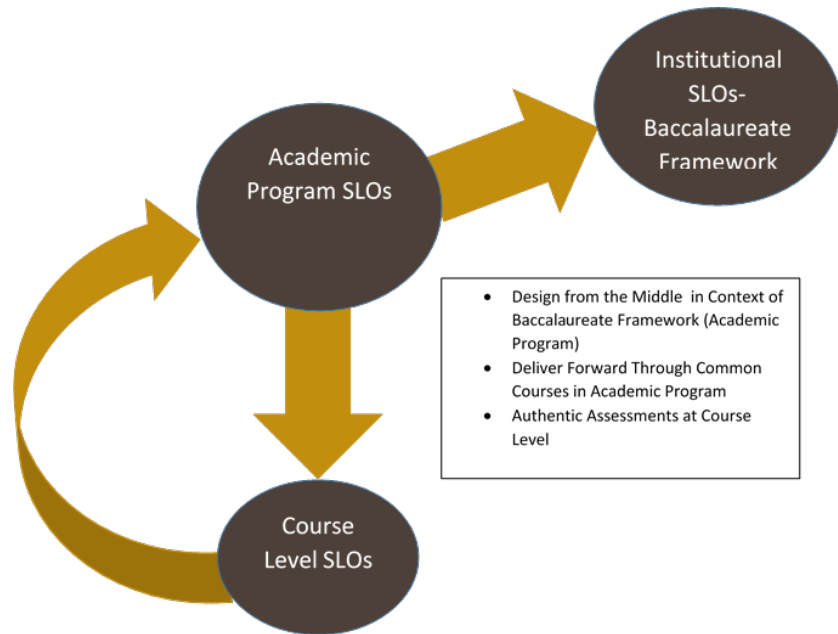 Institutional
SLOs-
Baccalaureate
Framework
Academic
Program SLOs
• Design from the Middle in Context of
Baccalaureate Framework (Academic
Program)
• Deliver Forward Through Common
Courses in Academic Program
• Authentic Assessments at Course
Level
Course
Level SLOs